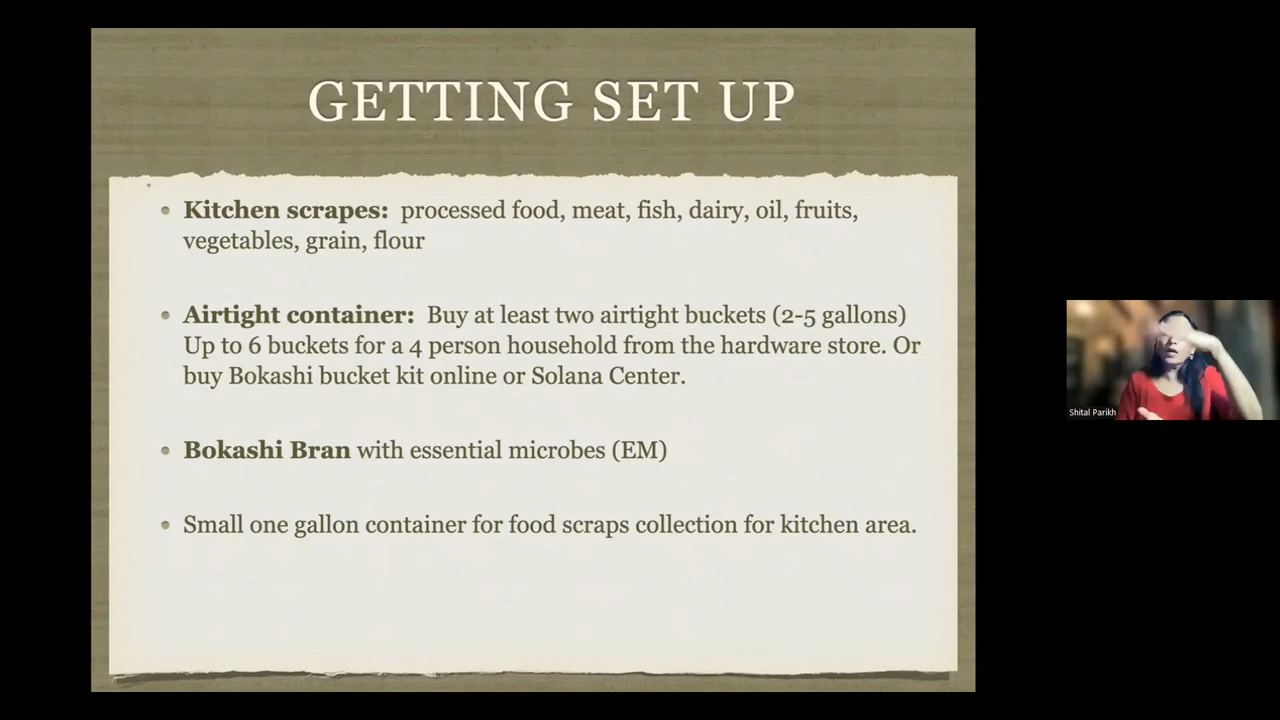 GETTING SET UP
Kitchen scrapes: processed food, meat, fish, dairy, oil, fruits,
vegetables, grain, flour
Airtight container: Buy at least two airtight buckets (2-5 gallons)
Up to 6 buckets for a 4 person household from the hardware store. Or
buy Bokashi bucket kit online or Solana Center.
Bokashi Bran with essential microbes (EM)
Small one gallon container for food scraps collection for kitchen area.
Shital Parikh